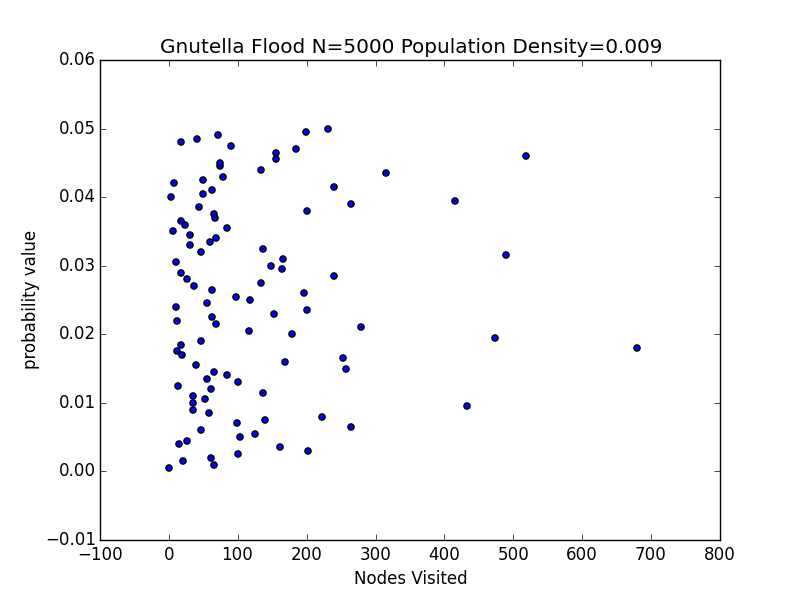 Gnutella Flood N=5000 Population Density=0.009
0.06
0.05
0.04
0.03
0.02
0.01
0.00
−0.01
probability value
−100 0 100 200 300 400 500 600 700 800
Nodes Visited